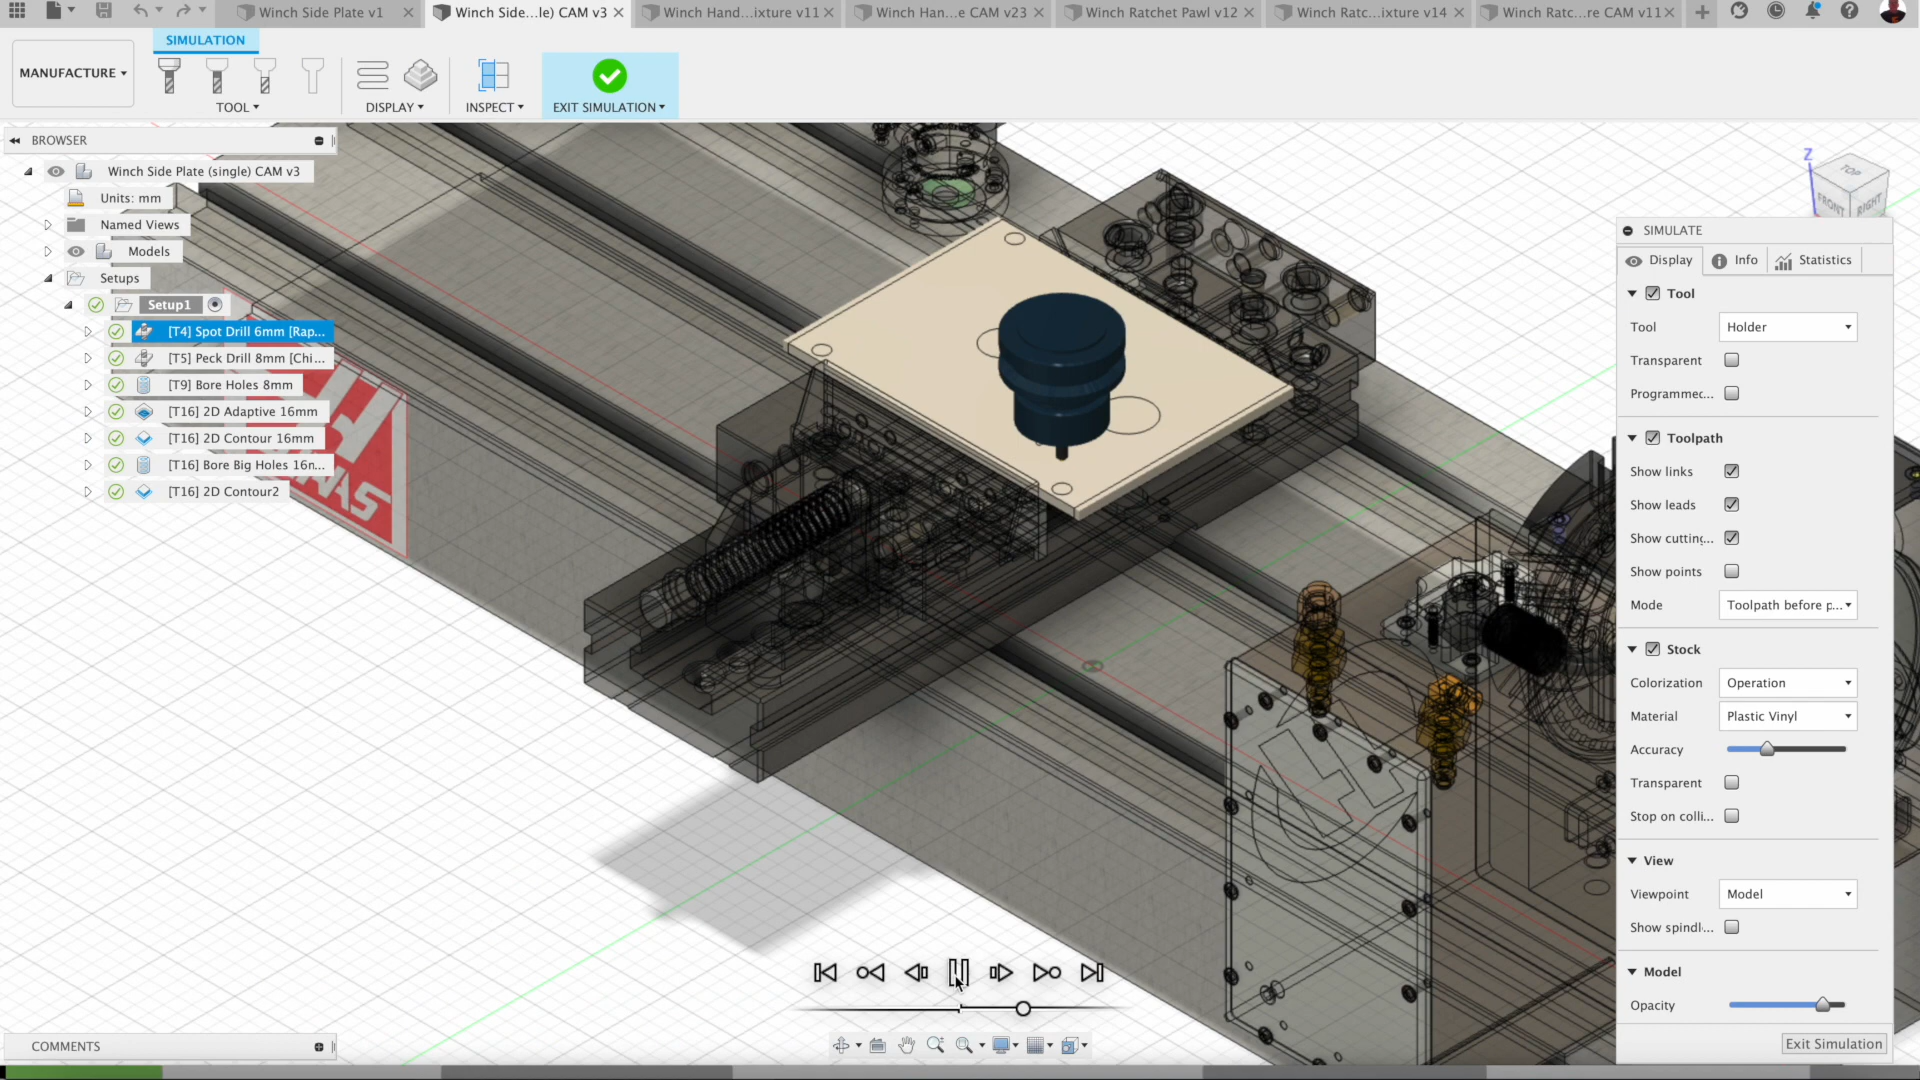 Winch Side Plate v1
Winch Side...le) CAM v3
Winch Hand...ixture v11
Winch Han...e CAM v23
Winch Ratchet Pawl v12
Winch Ratc...ixture v14
Winch Ratc...re CAM v11
SIMULATION
MANUFACTURE
TOOL
DISPLAY
INSPECT
EXIT SIMULATION
BROWSER
Winch Side Plate (single) CAM v3
Units: mm
Named Views
Models
Setups
Setup1
[T4] Spot Drill 6mm [Rap...
[T5] Peck Drill 8mm [Chi...
[T9] Bore Holes 8mm
[T16] 2D Adaptive 16mm
[T16] 2D Contour 16mm
[T16] Bore Big Holes 16n...
[T16] 2D Contour2
Z
TOP
FRONT
RIGHT
SIMULATE
Display
Info
Statistics
Tool
Tool
Holder
Transparent
Programmec...
Toolpath
Show links
Show leads
Show cutting...
Show points
Mode
Toolpath before p...
Stock
Colorization
Operation
Material
Plastic Vinyl
Accuracy
Transparent
Stop on colli...
View
Viewpoint
Model
Show spindl...
Model
Opacity
Exit Simulation
COMMENTS